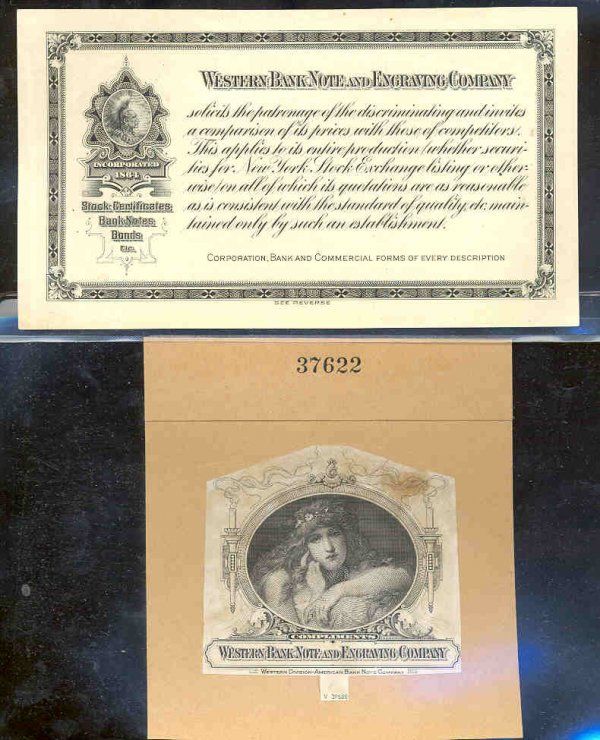 WESTERN BANK NOTE AND ENGRAVING COMPANY
solicits the patronage of the discriminating and invites
a comparison of its prices with those of competitors.
This applies to its entire production (whether securi-
ties for New York Stock Exchange listing or other-
wise) on all of which its quotations are as reasonable
as is consistent with the standard of quality, etc. main-
tained only by such an establishment.
CORPORATION, BANK AND COMMERCIAL FORMS OF EVERY DESCRIPTION
INCORPORATED
1864
Stock Certificates
Bank Notes
Bonds
Etc.
SEE REVERSE
37622
COMPLIMENTS
WESTERN BANK NOTE AND ENGRAVING COMPANY
WESTERN DIVISION-AMERICAN BANK NOTE COMPANY